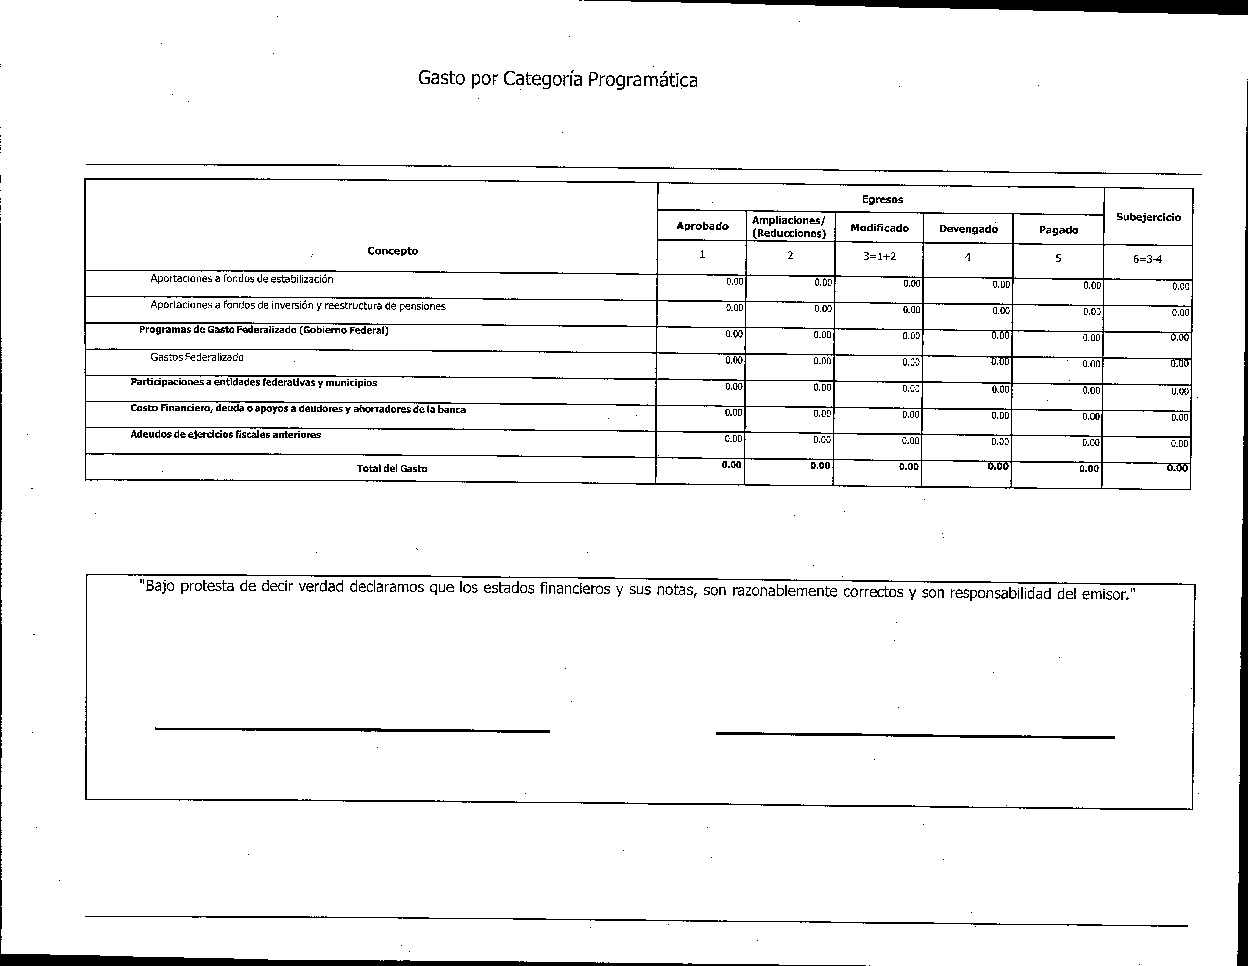 Gasto por Categoría Programática
Egresos
Subejercicio
Aprobado Ampliaciones/ (Reducciones) Modificado Devengado Pagado
Concepto 1 2 3=1+2 4 5 6=3-4
Aportaciones a fondos de estabilización 0.00 0.00 0.00 0.00 0.00 0.00
Aportaciones a fondos de inversión y reestructura de pensiones 0.00 0.00 0.00 0.00 0.00 0.00
Programas de Gasto Federalizado (Gobierno Federal) 0.00 0.00 0.00 0.00 0.00 0.00
Gastos Federalizado 0.00 0.00 0.00 0.00 0.00 0.00
Participaciones a entidades federativas y municipios 0.00 0.00 0.00 0.00 0.00 0.00
Costo Financiero, deuda o apoyos a deudores y ahorradores de la banca 0.00 0.00 0.00 0.00 0.00 0.00
Adeudos de ejercicios fiscales anteriores 0.00 0.00 0.00 0.00 0.00 0.00
Total del Gasto 0.00 0.00 0.00 0.00 0.00 0.00
"Bajo protesta de decir verdad declaramos que los estados financieros y sus notas, son razonablemente correctos y son responsabilidad del emisor."